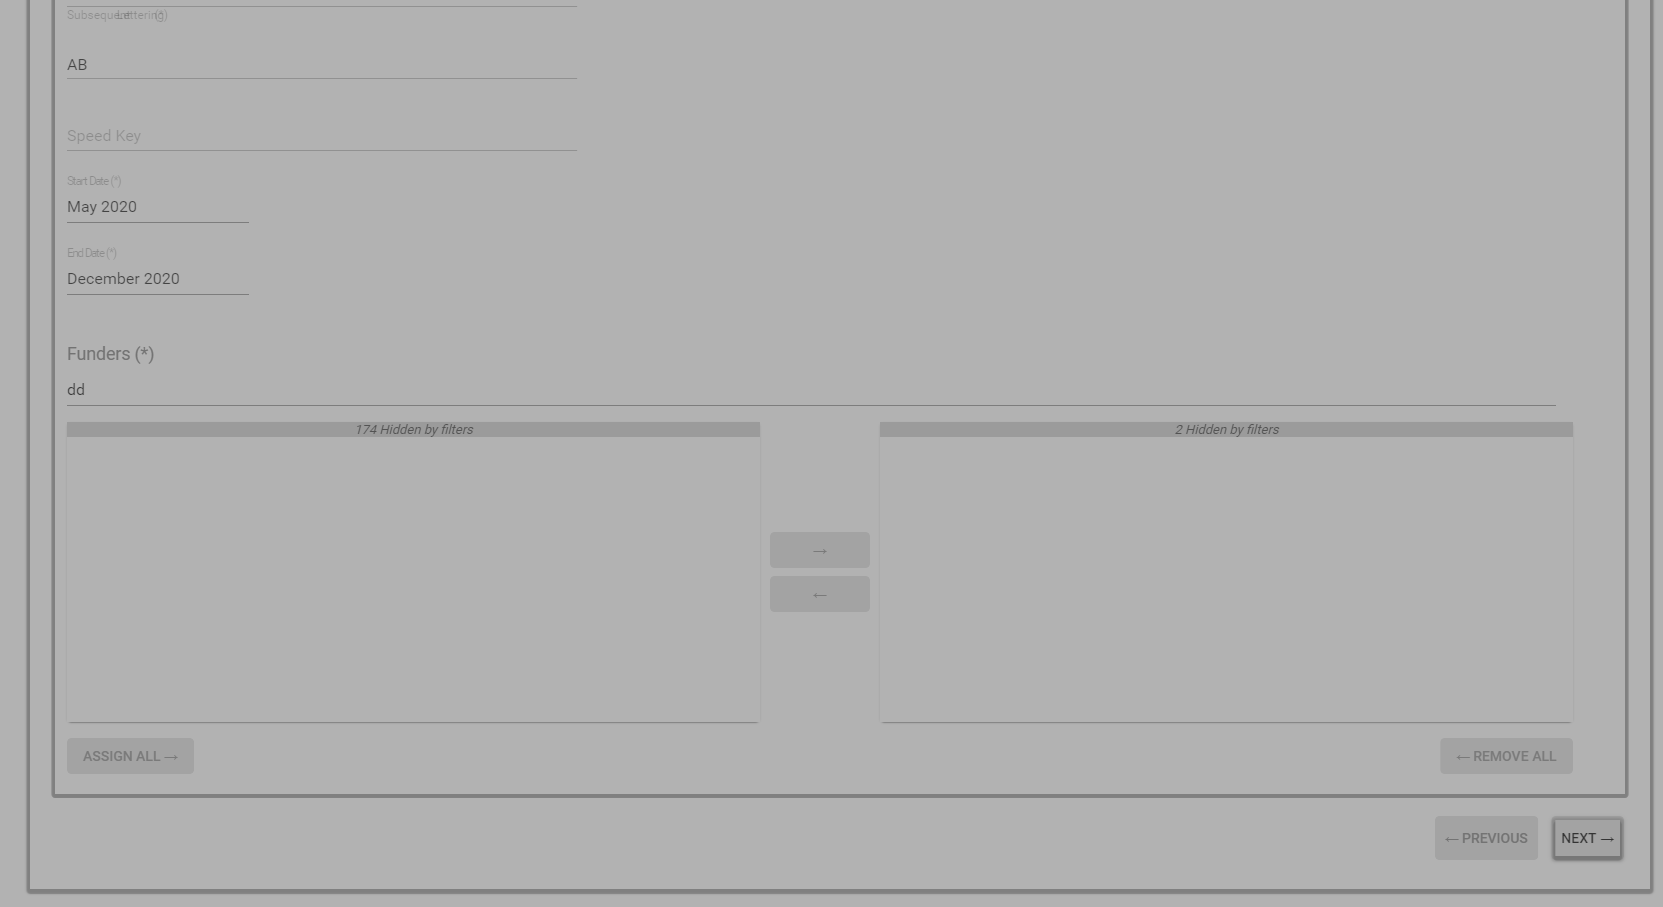 Subsequent Lettering (*)
AB
Speed Key
Start Date (*)
May 2020
End Date (*)
December 2020
Funders (*)
dd
174 Hidden by filters
2 Hidden by filters
→
←
ASSIGN ALL →
← REMOVE ALL
← PREVIOUS
NEXT →